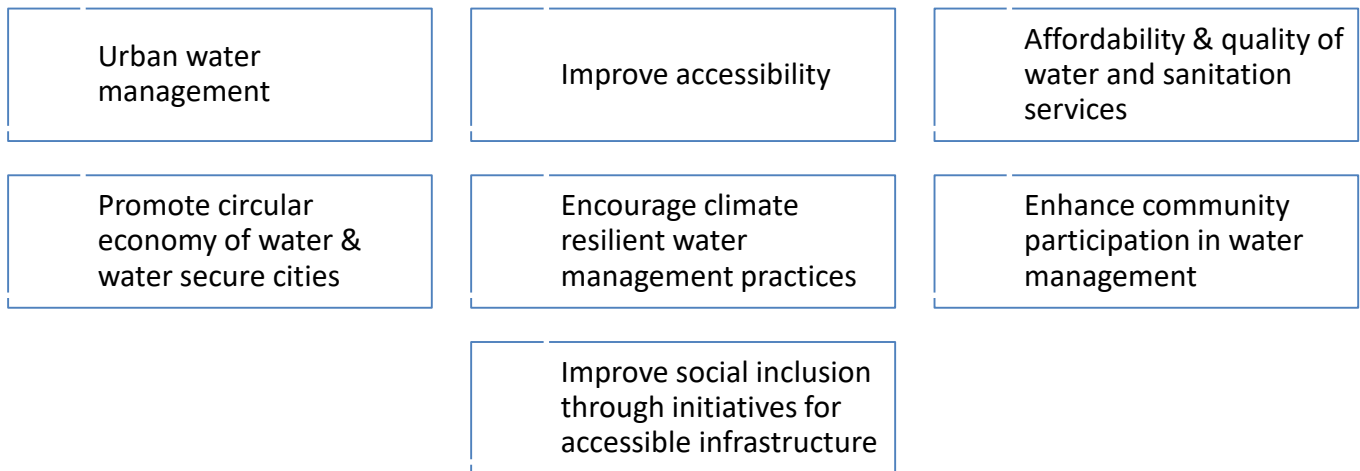 Urban water
management
Improve accessibility
Affordability & quality of
water and sanitation
services
Promote circular
economy of water &
water secure cities
Encourage climate
resilient water
management practices
Enhance community
participation in water
management
Improve social inclusion
through initiatives for
accessible infrastructure